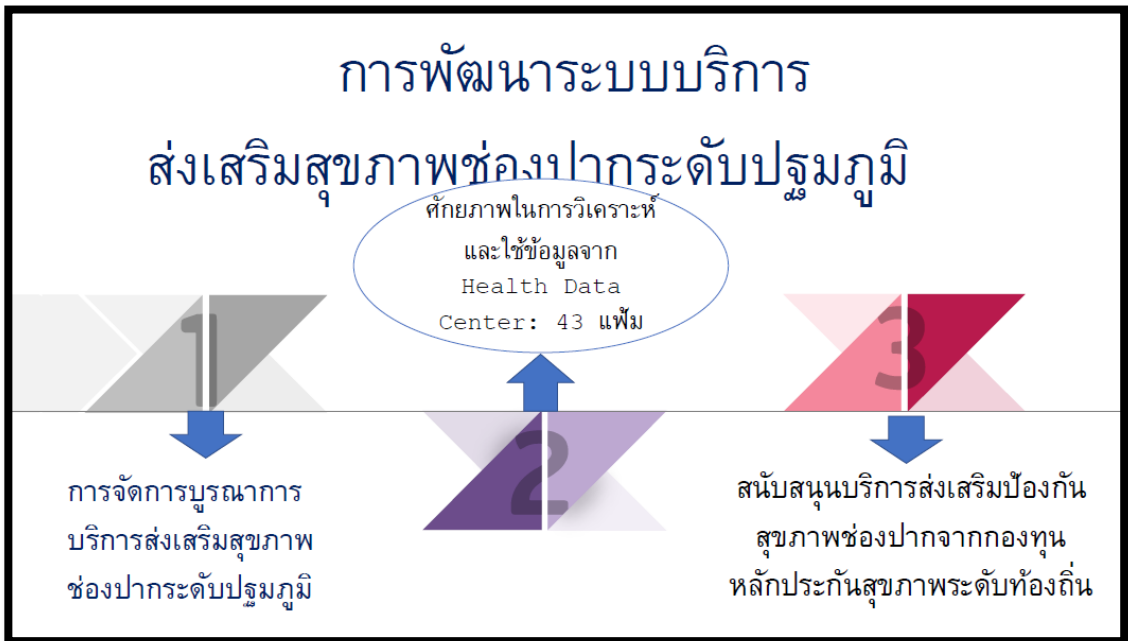 การพัฒนาระบบบริการ
ส่งเสริมสุขภาพช่องปากระดับปฐมภูมิ
1
การจัดการบูรณาการ
บริการส่งเสริมสุขภาพ
ช่องปากระดับปฐมภูมิ
2
ศักยภาพในการวิเคราะห์
และใช้ข้อมูลจาก
Health Data
Center: 43 แฟ้ม
3
สนับสนุนบริการส่งเสริมป้องกัน
สุขภาพช่องปากจากกองทุน
หลักประกันสุขภาพระดับท้องถิ่น